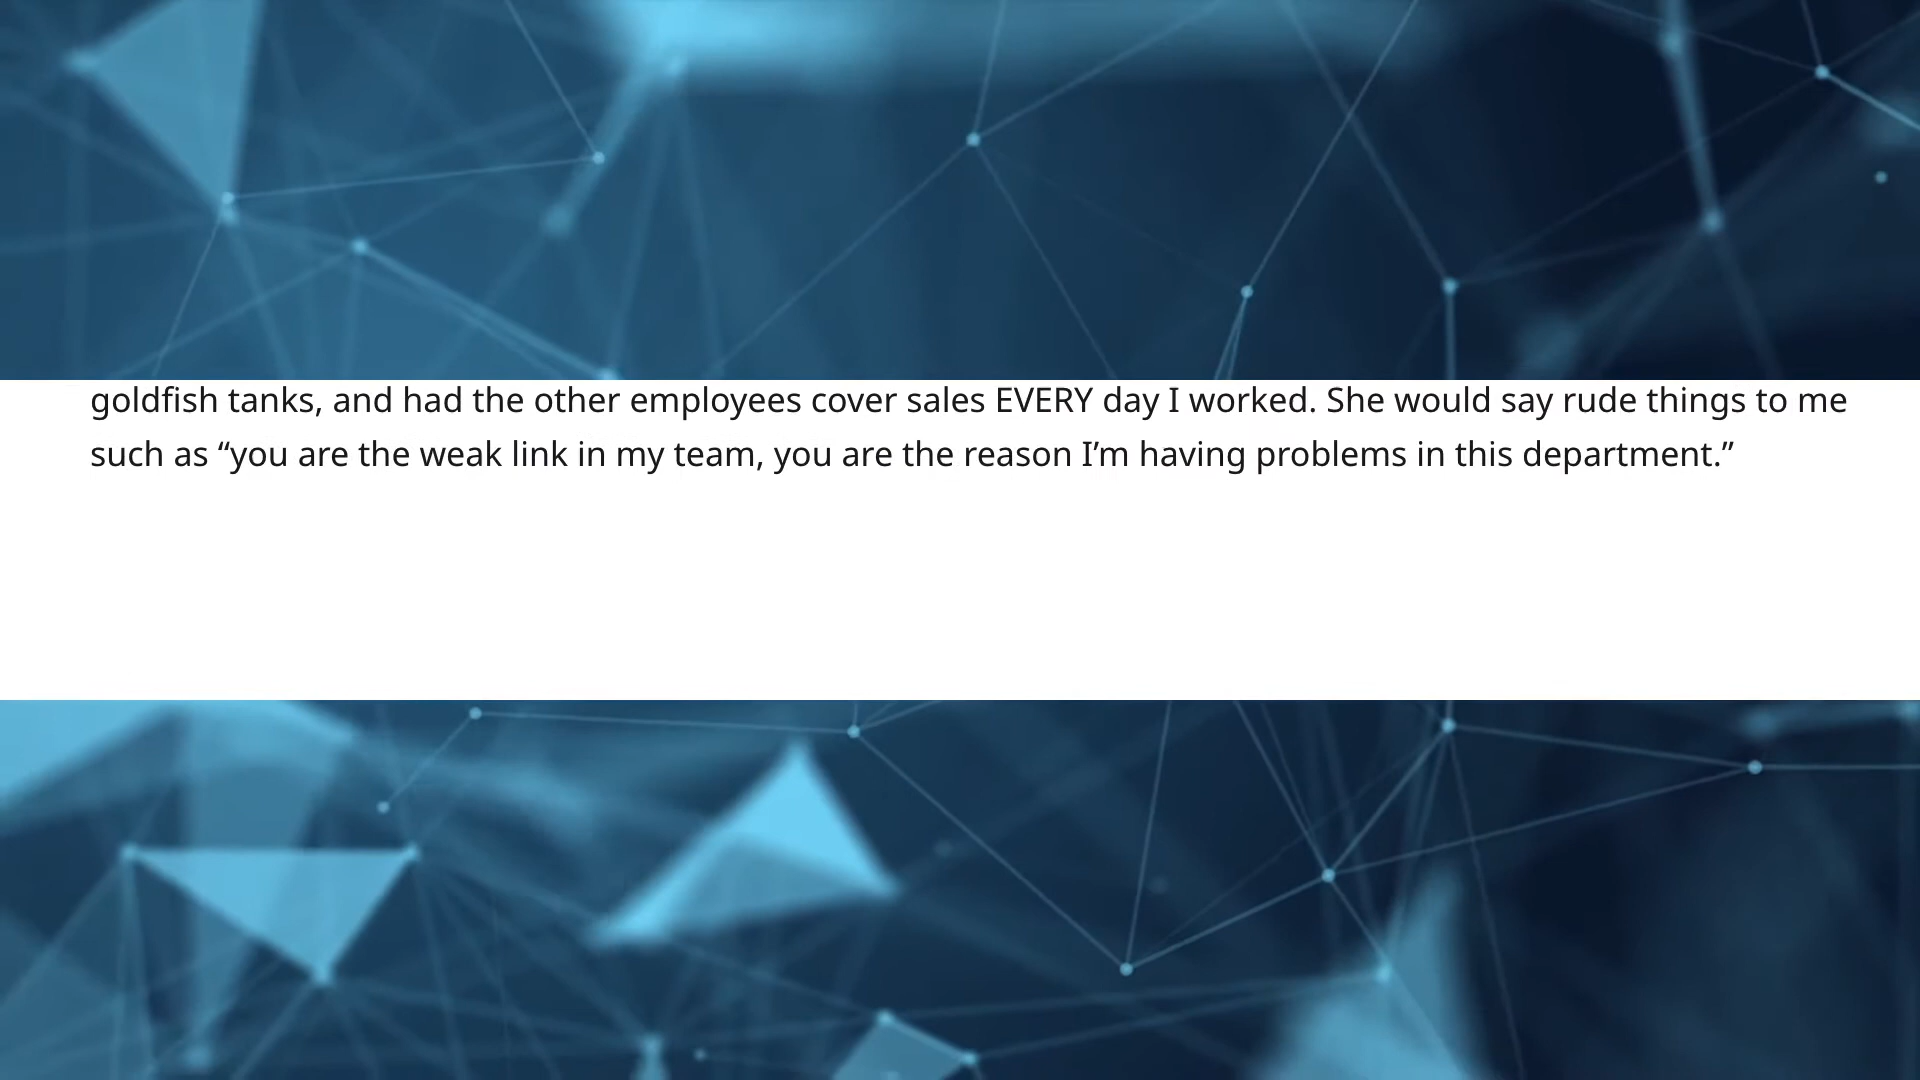 goldfish tanks, and had the other employees cover sales EVERY day I worked. She would say rude things to me
such as “you are the weak link in my team, you are the reason I’m having problems in this department.”